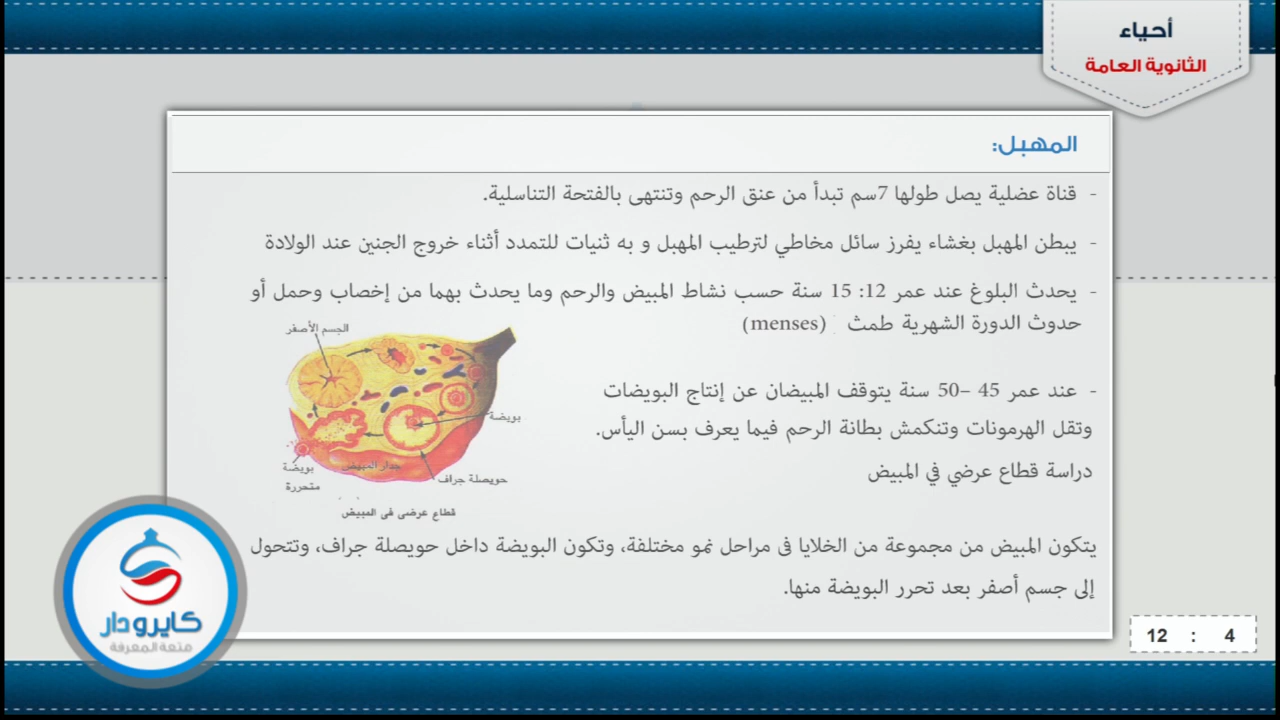 أحياء
الثانوية العامة
المهبل:
- قناة عضلية يصل طولها 7سم تبدأ من عنق الرحم وتنتهى بالفتحة التناسلية.
- يبطن المهبل بغشاء يفرز سائل مخاطي لترطيب المهبل و به ثنيات للتمدد أثناء خروج الجنين عند الولادة
- يحدث البلوغ عند عمر 12: 15 سنة حسب نشاط المبيض والرحم وما يحدث بهما من إخصاب وحمل أو
حدوث الدورة الشهرية طمث (menses)
- عند عمر 45 –50 سنة يتوقف المبيضان عن إنتاج البويضات
وتقل الهرمونات وتنكمش بطانة الرحم فيما يعرف بسن اليأس.
دراسة قطاع عرضي في المبيض
الجسم الأصفر
بويضة
جدار المبيض
بويضة
متحررة
حويصلة جراف
قطاع عرضى فى المبيض
يتكون المبيض من مجموعة من الخلايا فى مراحل نمو مختلفة، وتكون البويضة داخل حويصلة جراف، وتتحول
إلى جسم أصفر بعد تحرر البويضة منها.
كايرودار
متعة المعرفة
12 : 4